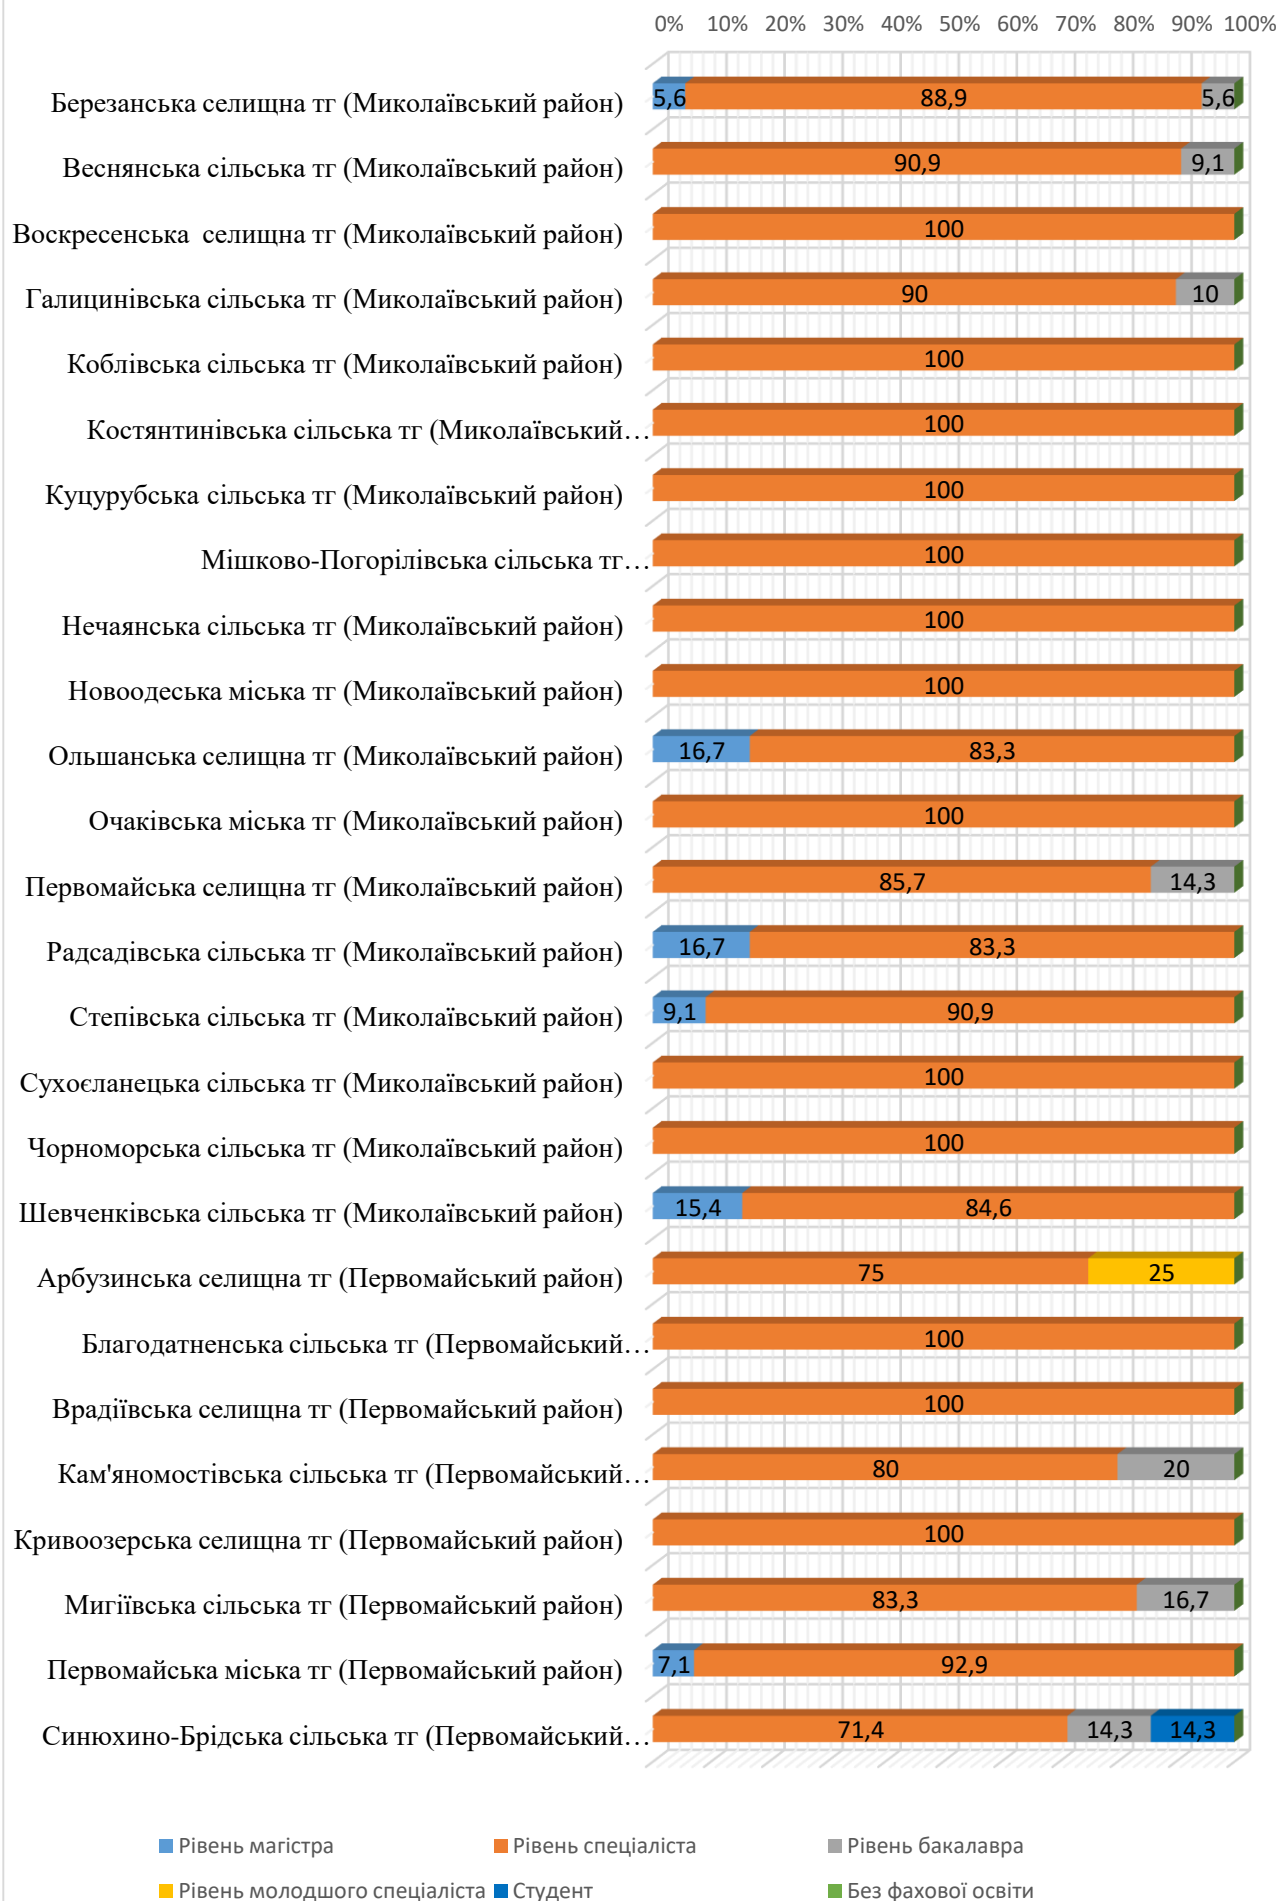 0% 10% 20% 30% 40% 50% 60% 70% 80% 90% 100%
Березанська селищна тг (Миколаївський район) 5,6 88,9 5,6
Веснянська сільська тг (Миколаївський район) 90,9 9,1
Воскресенська селищна тг (Миколаївський район) 100
Галицинівська сільська тг (Миколаївський район) 90 10
Коблівська сільська тг (Миколаївський район) 100
Костянтинівська сільська тг (Миколаївський… 100
Куцурубська сільська тг (Миколаївський район) 100
Мішково-Погорілівська сільська тг… 100
Нечаянська сільська тг (Миколаївський район) 100
Новоодеська міська тг (Миколаївський район) 100
Ольшанська селищна тг (Миколаївський район) 16,7 83,3
Очаківська міська тг (Миколаївський район) 100
Первомайська селищна тг (Миколаївський район) 85,7 14,3
Радсадівська сільська тг (Миколаївський район) 16,7 83,3
Степівська сільська тг (Миколаївський район) 9,1 90,9
Сухоєланецька сільська тг (Миколаївський район) 100
Чорноморська сільська тг (Миколаївський район) 100
Шевченківська сільська тг (Миколаївський район) 15,4 84,6
Арбузинська селищна тг (Первомайський район) 75 25
Благодатненська сільська тг (Первомайський… 100
Врадіївська селищна тг (Первомайський район) 100
Кам'яномостівська сільська тг (Первомайський… 80 20
Кривоозерська селищна тг (Первомайський район) 100
Мигіївська сільська тг (Первомайський район) 83,3 16,7
Первомайська міська тг (Первомайський район) 7,1 92,9
Синюхино-Брідська сільська тг (Первомайський… 71,4 14,3 14,3
Рівень магістра Рівень спеціаліста Рівень бакалавра
Рівень молодшого спеціаліста Студент Без фахової освіти